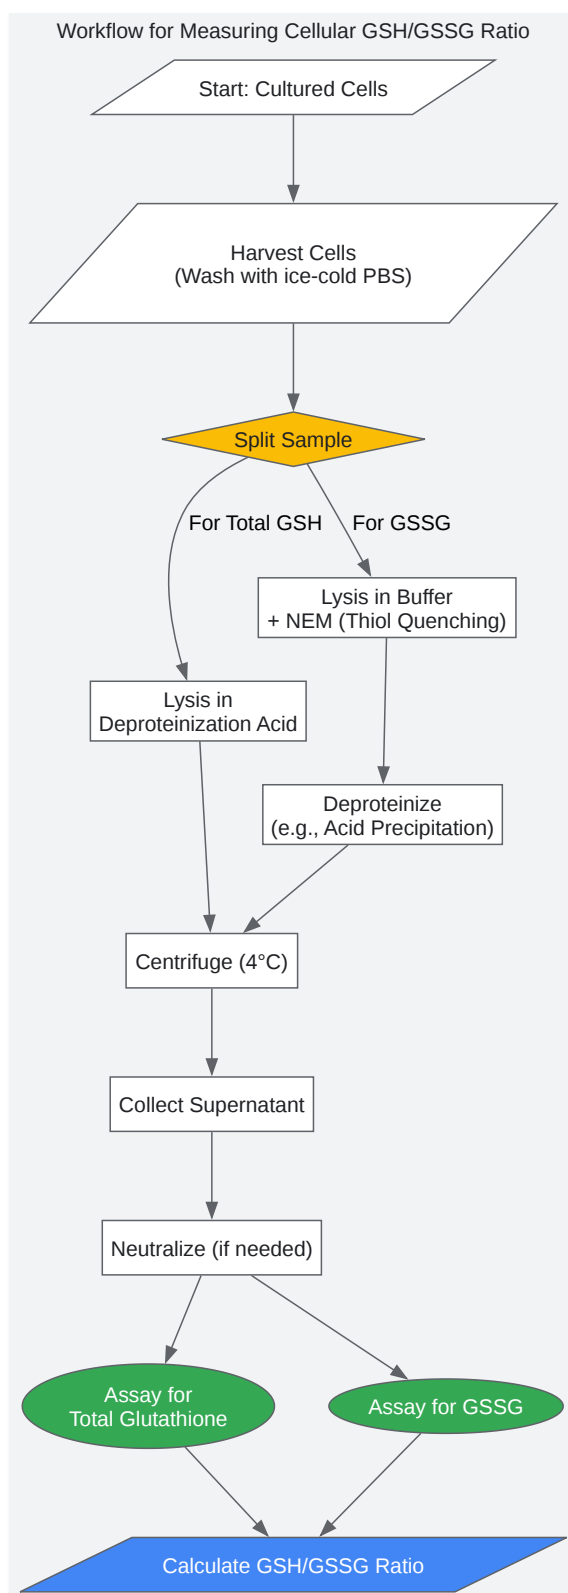 Workflow for Measuring Cellular GSH/GSSG Ratio
Start: Cultured Cells
Harvest Cells
(Wash with ice-cold PBS)
Split Sample
For Total GSH
For GSSG
Lysis in Buffer
+ NEM (Thiol Quenching)
Lysis in
Deproteinization Acid
Deproteinize
(e.g., Acid Precipitation)
Centrifuge (4°C)
Collect Supernatant
Neutralize (if needed)
Assay for
Total Glutathione
Assay for GSSG
Calculate GSH/GSSG Ratio